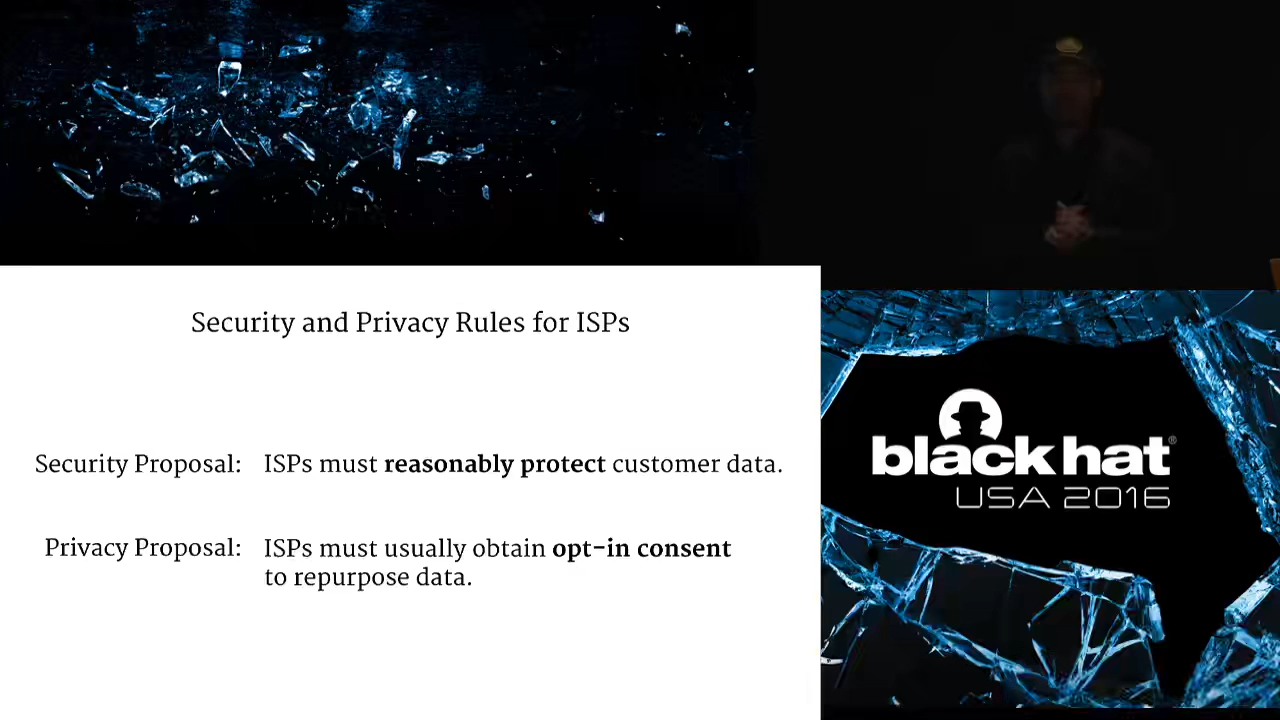 Security and Privacy Rules for ISPs
Security Proposal: ISPs must reasonably protect customer data.
Privacy Proposal: ISPs must usually obtain opt-in consent
to repurpose data.
black hat®
USA 2016